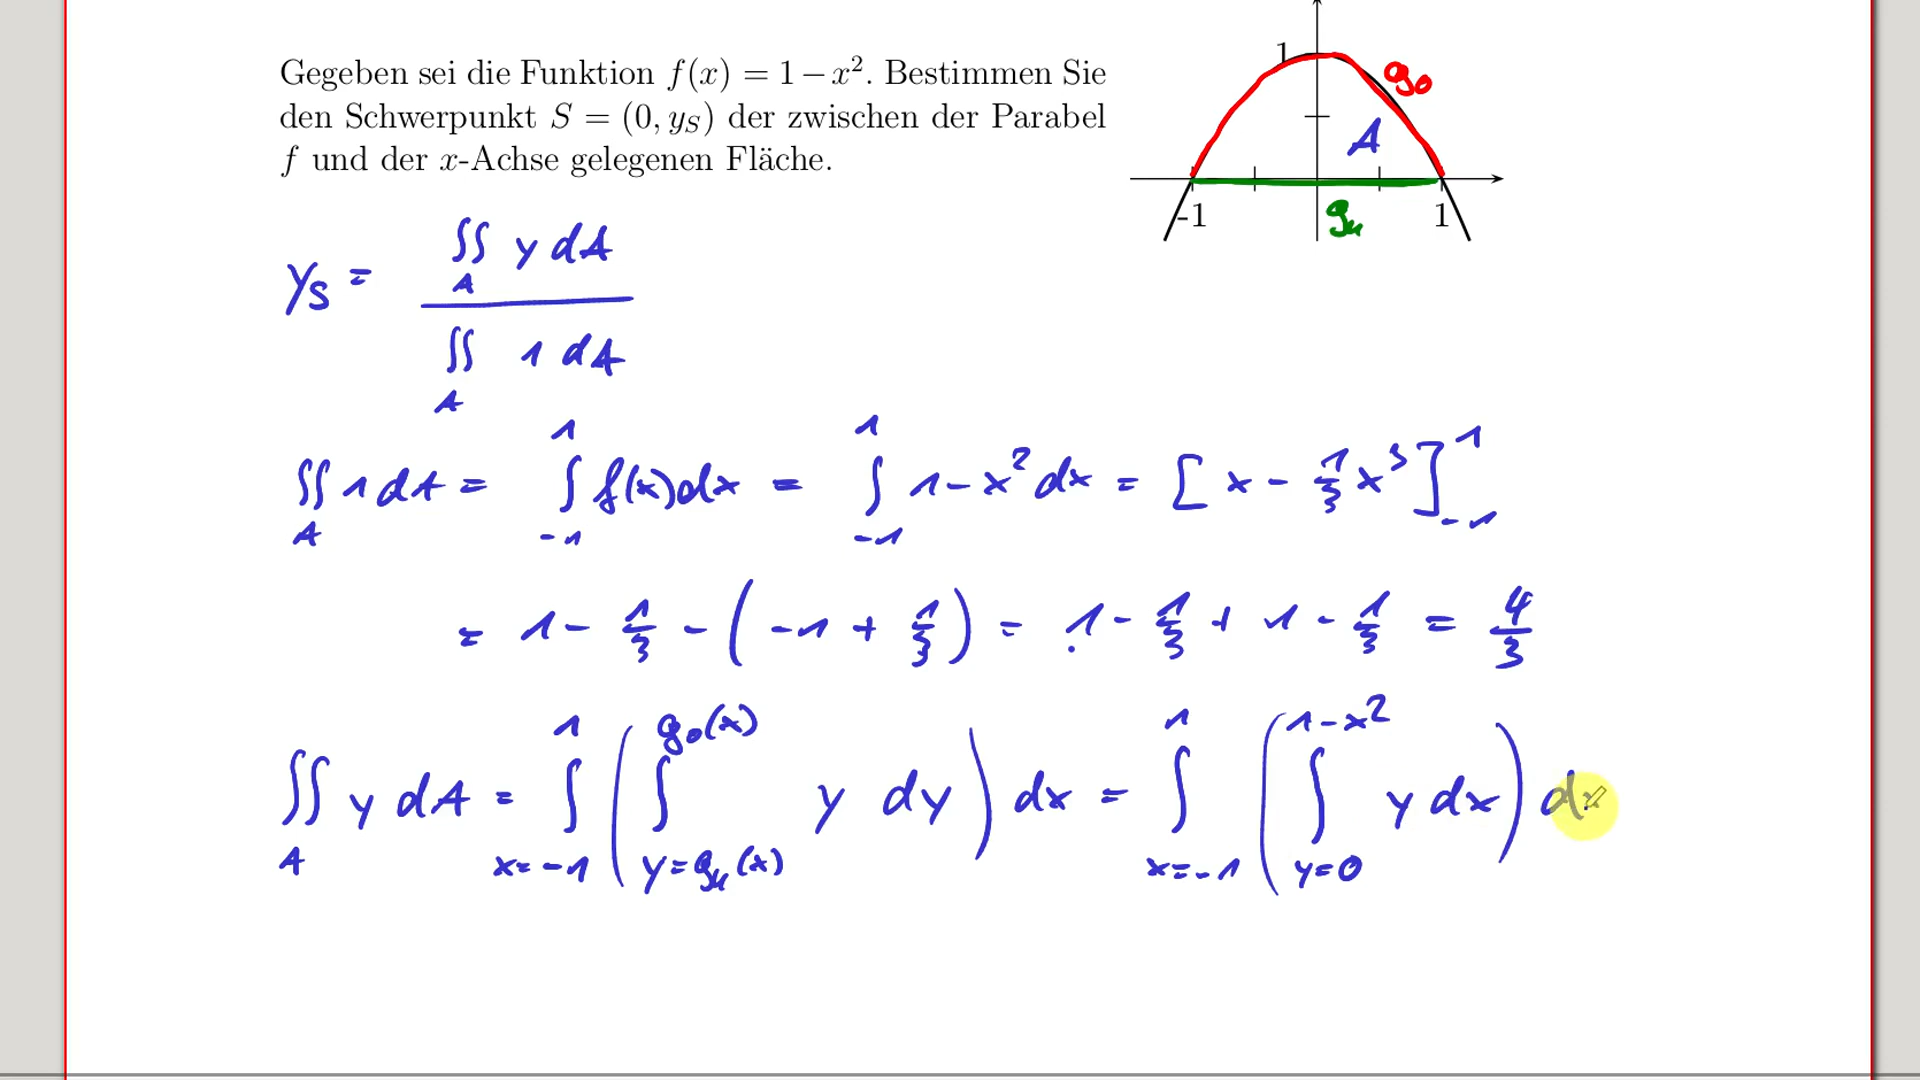 Gegeben sei die Funktion f(x) = 1 − x². Bestimmen Sie
den Schwerpunkt S = (0, y_S) der zwischen der Parabel
f und der x-Achse gelegenen Fläche.
1
g_o
A
-1
g_u
1
y_S = ∬_A y dA / ∬_A 1 dA
∬_A 1 dA = ∫_{-1}^{1} f(x) dx = ∫_{-1}^{1} 1 - x² dx = [x - 1/3 x³]_{-1}^{1}
= 1 - 1/3 - (-1 + 1/3) = 1 - 1/3 + 1 - 1/3 = 4/3
∬_A y dA = ∫_{x=-1}^{1} (∫_{y=g_u(x)}^{g_o(x)} y dy) dx = ∫_{x=-1}^{1} (∫_{y=0}^{1-x²} y dx) dx